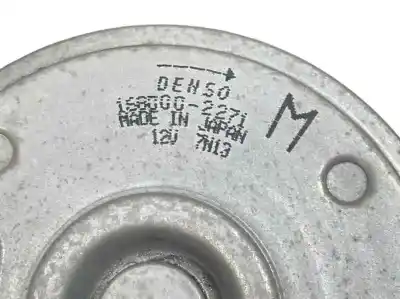 DENSO
168000-2271
MADE IN JAPAN
12V 7N13
M